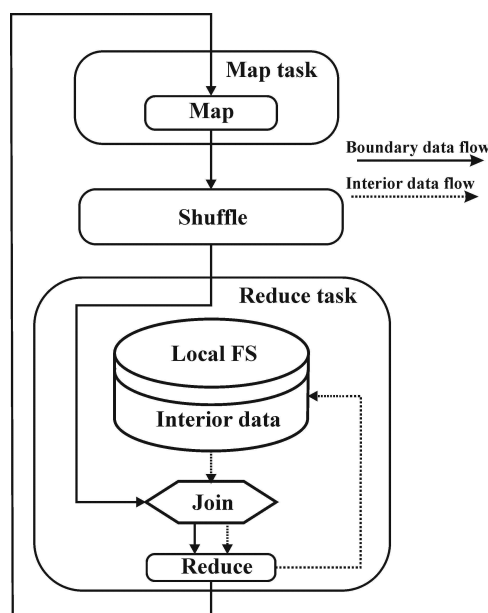 Map task
Map
Boundary data flow
Interior data flow
Shuffle
Reduce task
Local FS
Interior data
Join
Reduce